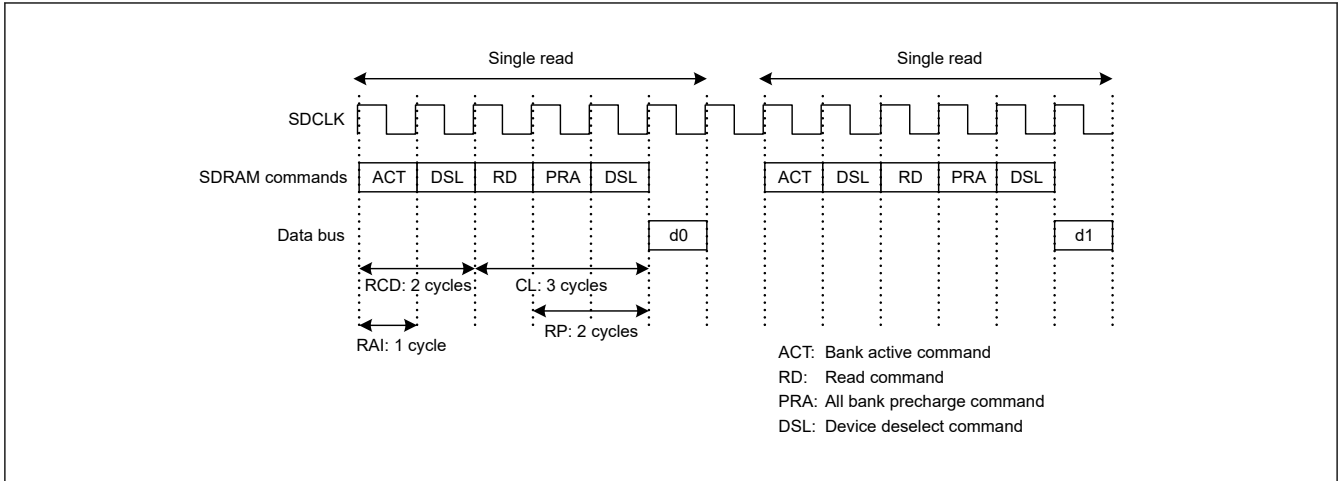 Single read Single read
SDCLK
SDRAM commands ACT DSL RD PRA DSL ACT DSL RD PRA DSL
Data bus d0 d1
RCD: 2 cycles CL: 3 cycles
RP: 2 cycles
RAI: 1 cycle
ACT: Bank active command
RD: Read command
PRA: All bank precharge command
DSL: Device deselect command